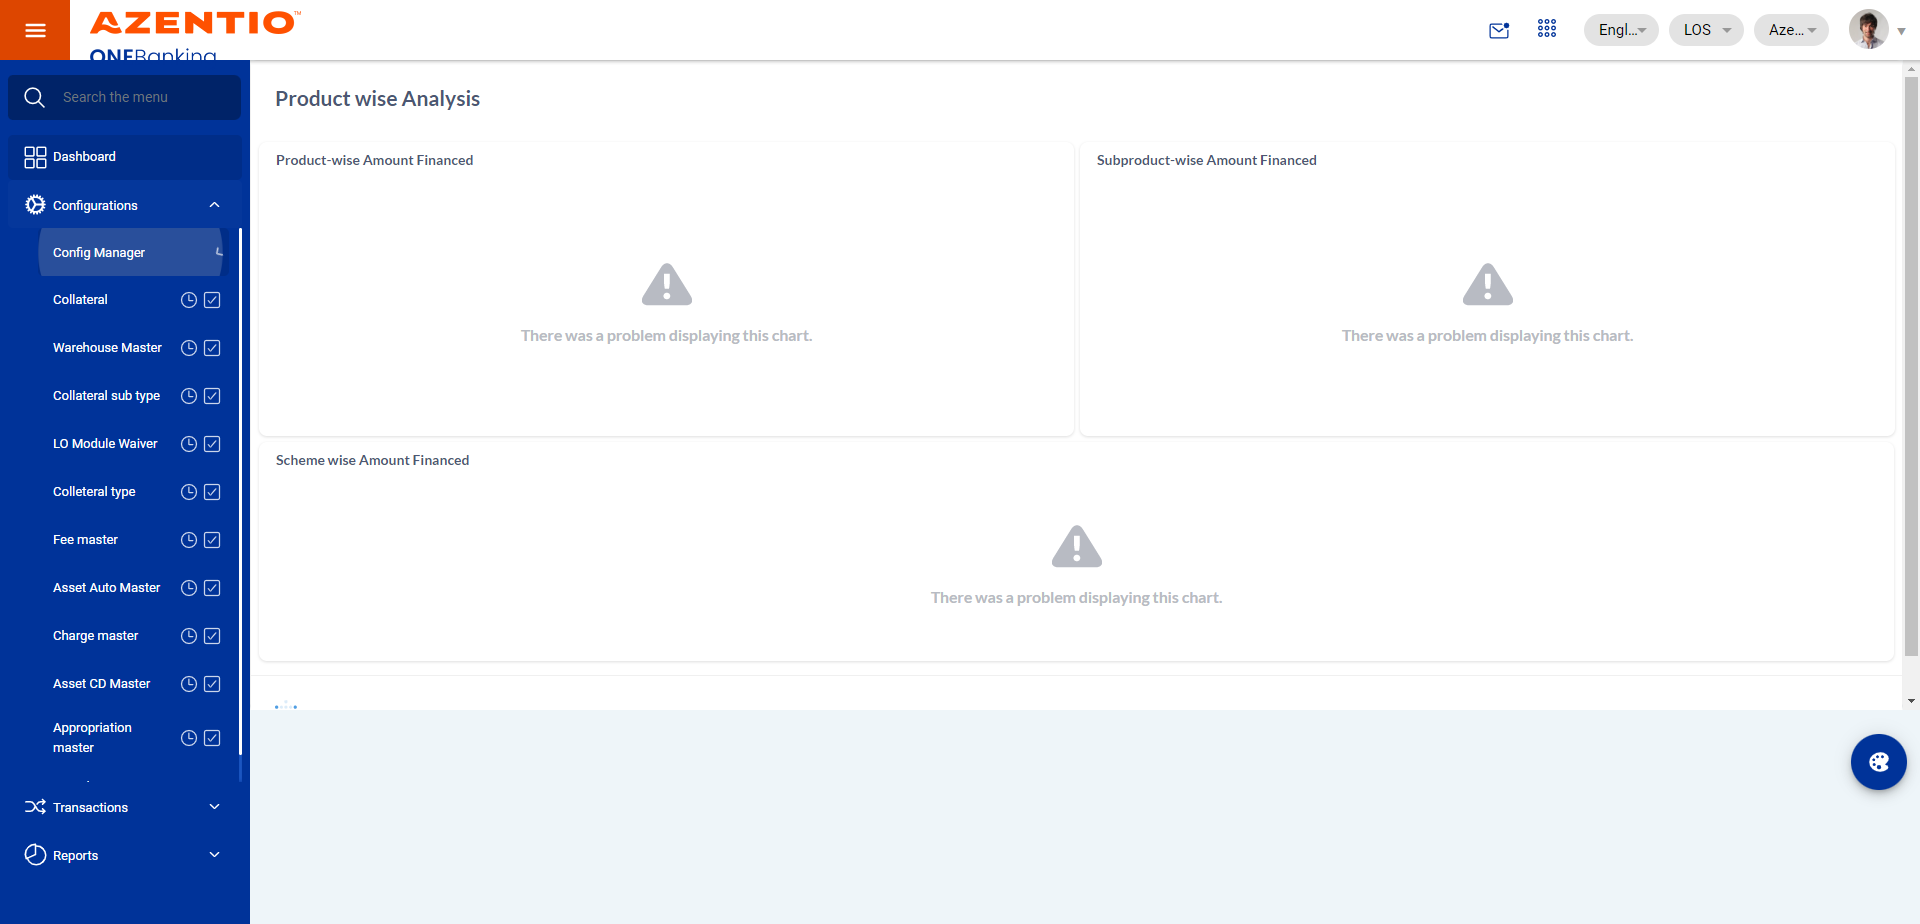 AZENTIO™
ONEBanking
Engl...
LOS
Aze...
Search the menu
Dashboard
Configurations
Config Manager
Collateral
Warehouse Master
Collateral sub type
LO Module Waiver
Colleteral type
Fee master
Asset Auto Master
Charge master
Asset CD Master
Appropriation
master
Transactions
Reports
Product wise Analysis
Product-wise Amount Financed
There was a problem displaying this chart.
Subproduct-wise Amount Financed
There was a problem displaying this chart.
Scheme wise Amount Financed
There was a problem displaying this chart.